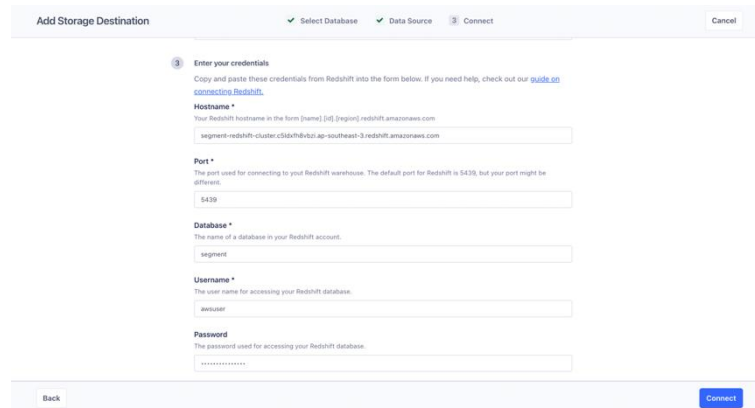 Add Storage Destination
✓ Select Database ✓ Data Source 3 Connect
Cancel
3 Enter your credentials
Copy and paste these credentials from Redshift into the form below. If you need help, check out our guide on
connecting Redshift.
Hostname *
Your Redshift hostname in the form [name].[id].[region].redshift.amazonaws.com
segment-redshift-cluster.c5ldxfh6vbzi.ap-southeast-3.redshift.amazonaws.com
Port *
The port used for connecting to yout Redshift warehouse. The default port for Redshift is 5439, but your port might be
different.
5439
Database *
The name of a database in your Redshift account.
segment
Username *
The user name for accessing your Redshift database.
awsuser
Password
The password used for accessing your Redshift database.
•••••••••••••••
Back
Connect